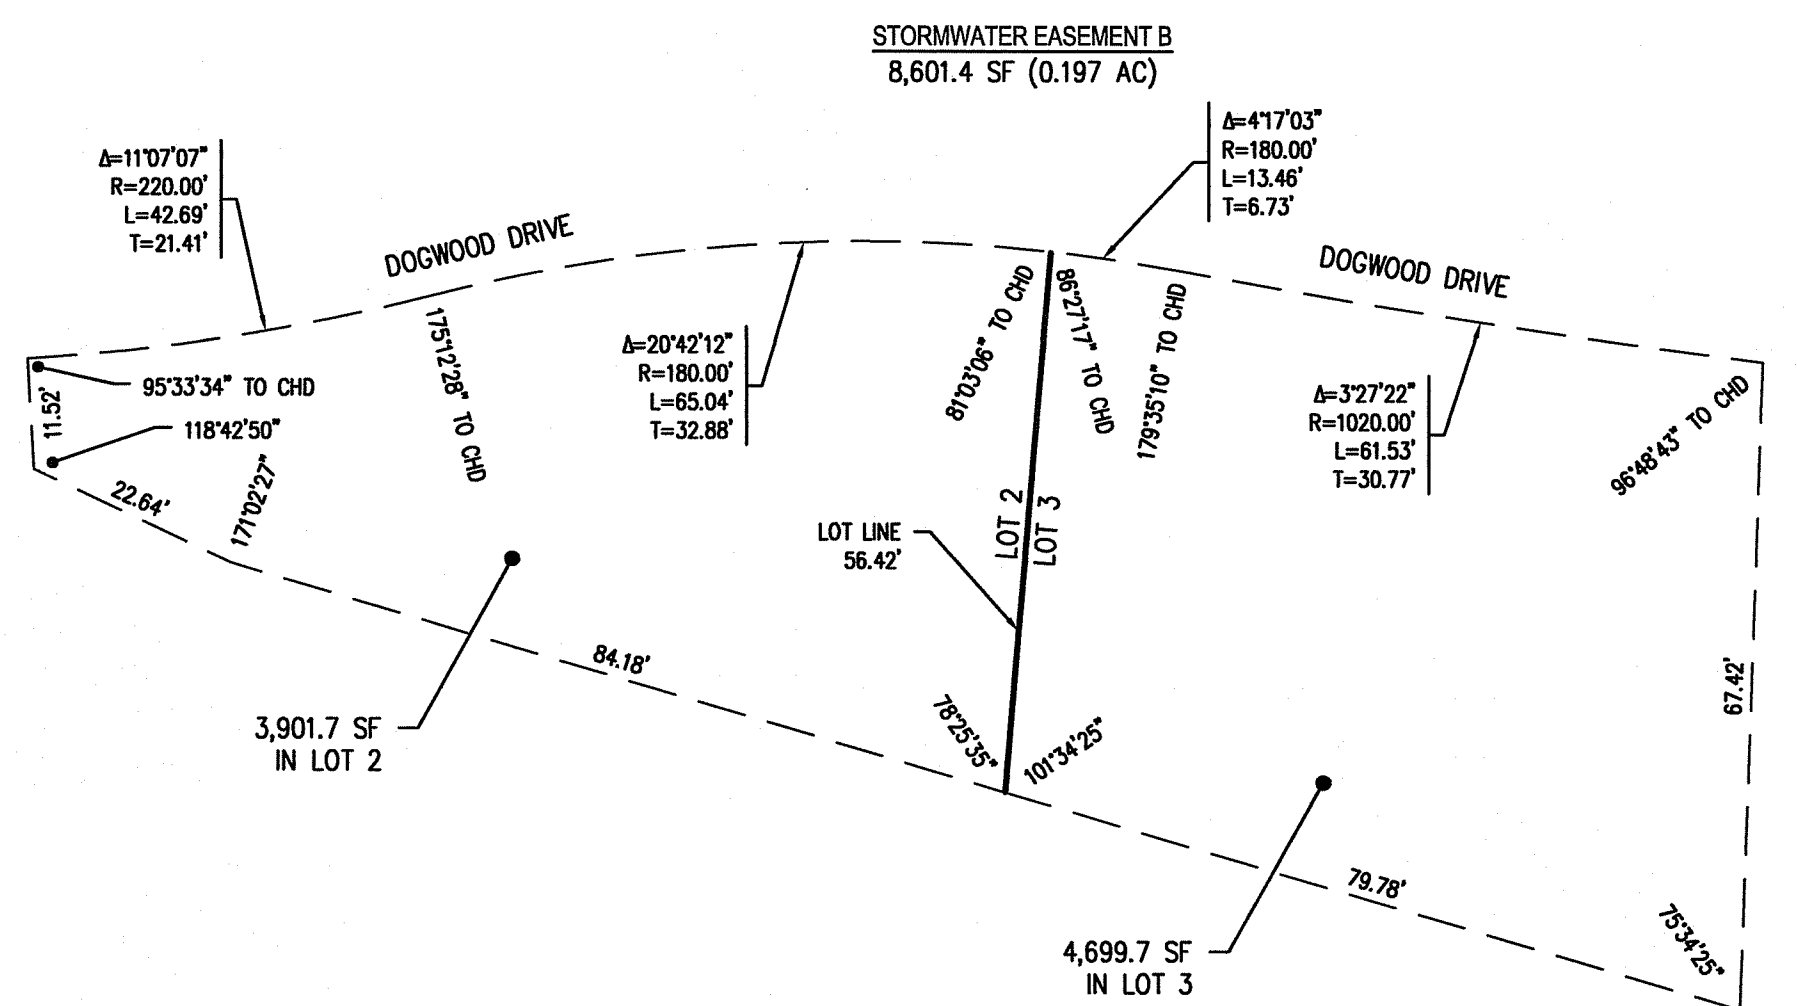 STORMWATER EASEMENT B
8,601.4 SF (0.197 AC)
Δ=11°07'07"
R=220.00'
L=42.69'
T=21.41'
DOGWOOD DRIVE
Δ=4°17'03"
R=180.00'
L=13.46'
T=6.73'
DOGWOOD DRIVE
95°33'34" TO CHD
11.52'
118°42'50"
22.64'
171°02'27"
175°12'28" TO CHD
Δ=20°42'12"
R=180.00'
L=65.04'
T=32.88'
81°03'06" TO CHD
86°27'17" TO CHD
179°35'10" TO CHD
Δ=3°27'22"
R=1020.00'
L=61.53'
T=30.77'
96°48'43" TO CHD
LOT LINE
56.42'
LOT 2
LOT 3
84.18'
3,901.7 SF
IN LOT 2
78°25'35"
101°34'25"
67.42'
79.78'
4,699.7 SF
IN LOT 3
75°34'25"